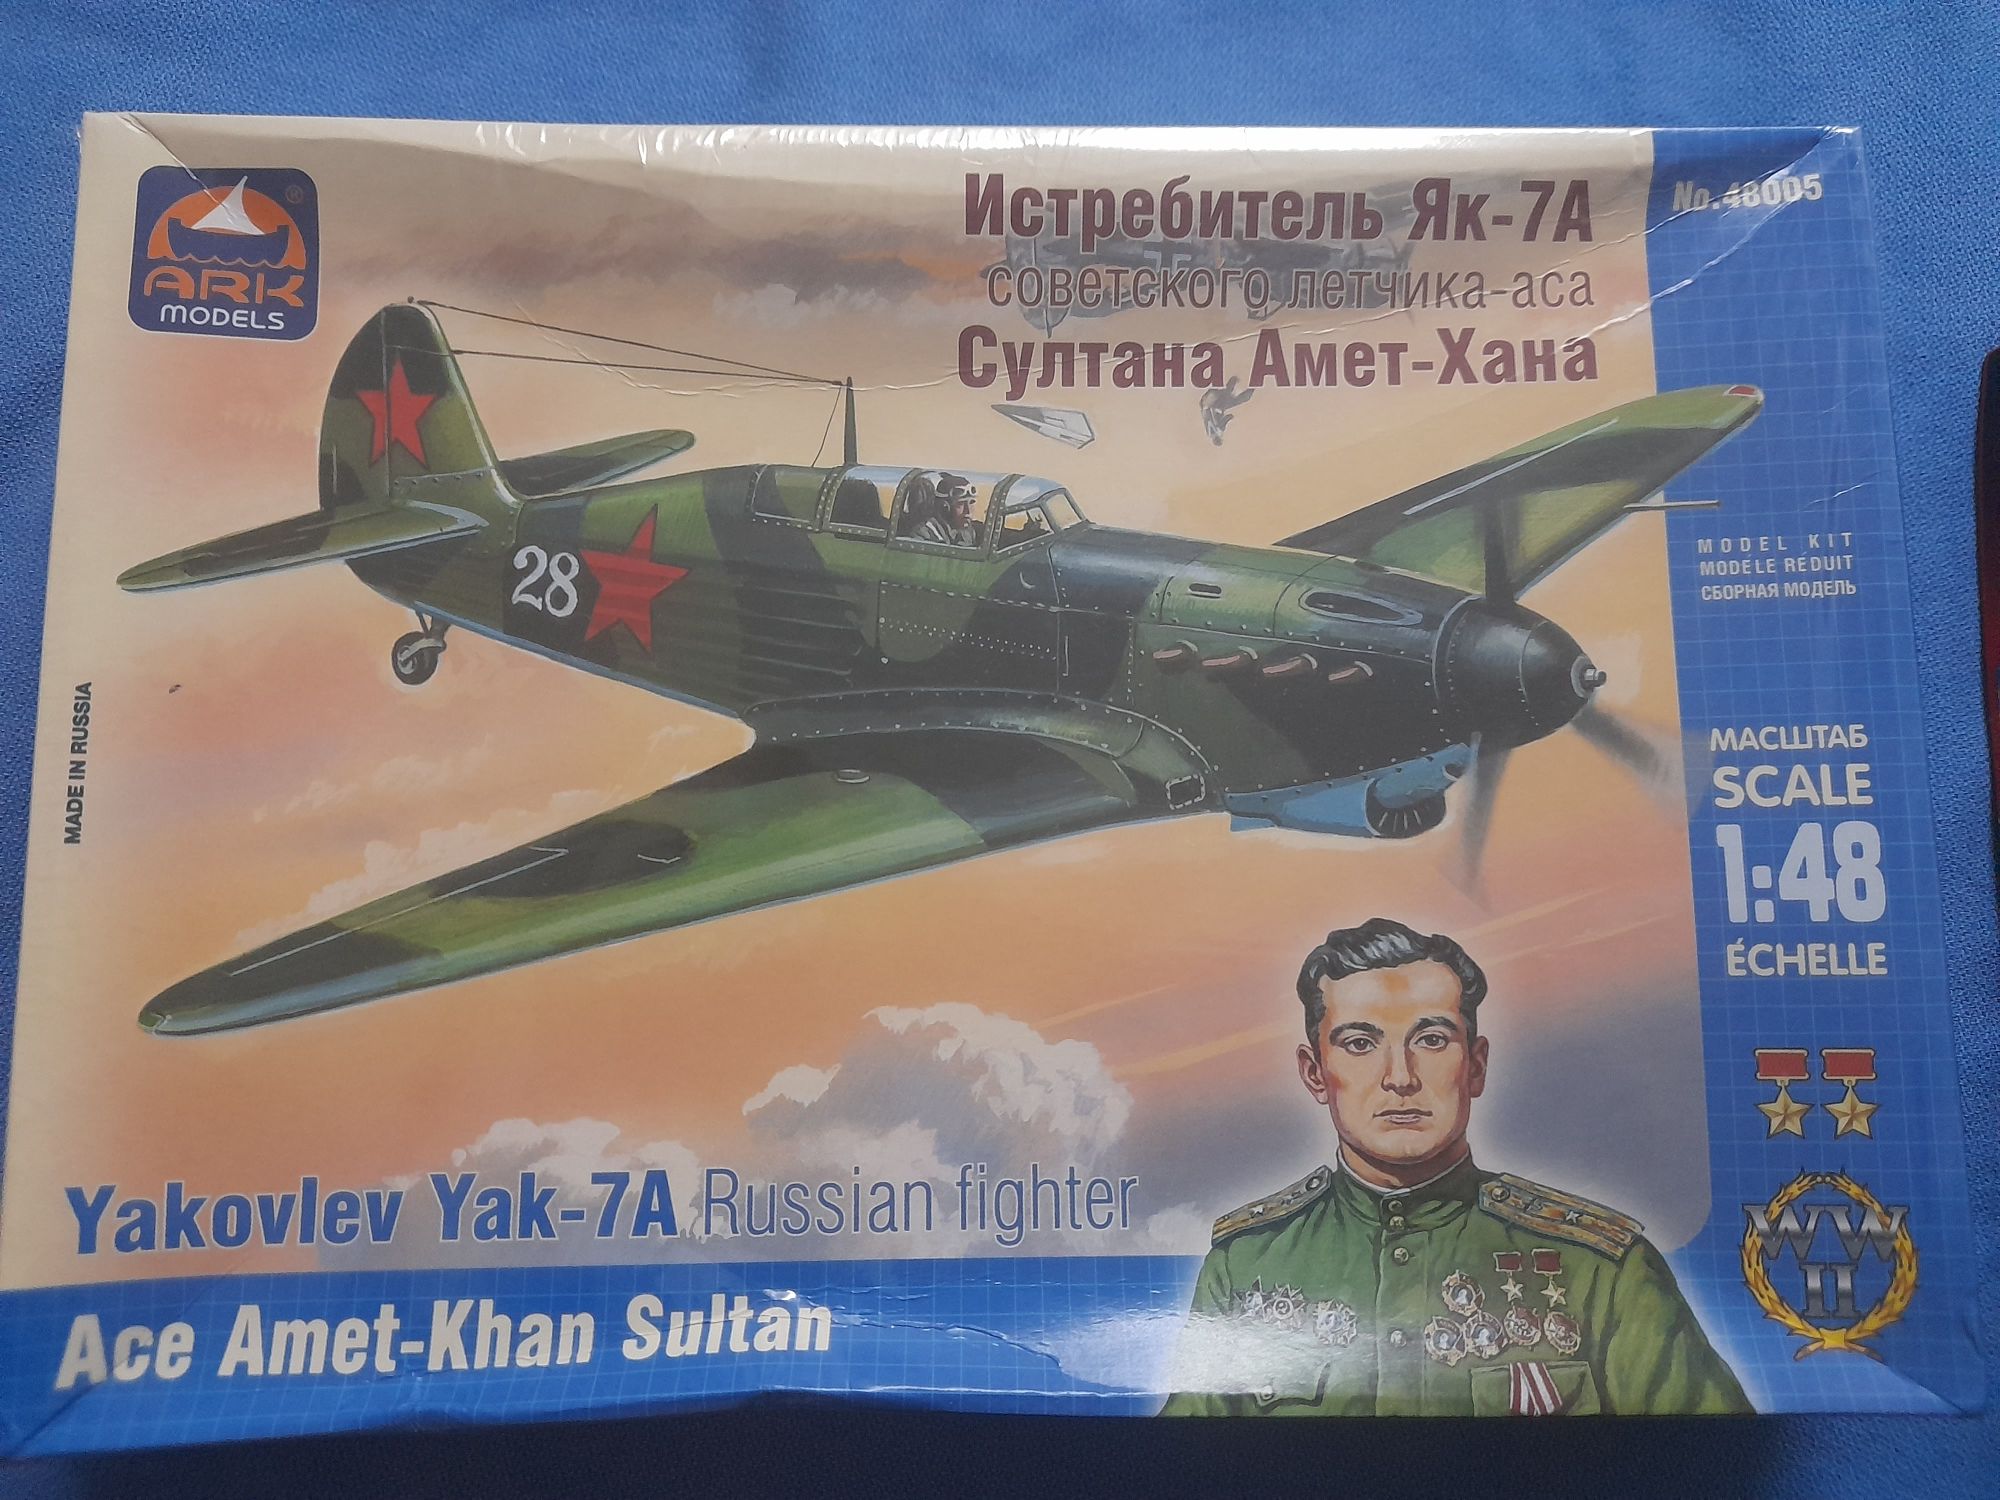 ARK
MODELS
®
Истребитель Як-7А
советского летчика-аса
Султана Амет-Хана
No.48005
MODEL KIT
MODELE REDUIT
СБОРНАЯ МОДЕЛЬ
28
MADE IN RUSSIA
МАСШТАБ
SCALE
1:48
ÉCHELLE
WW
II
Yakovlev Yak-7A Russian fighter
Ace Amet-Khan Sultan